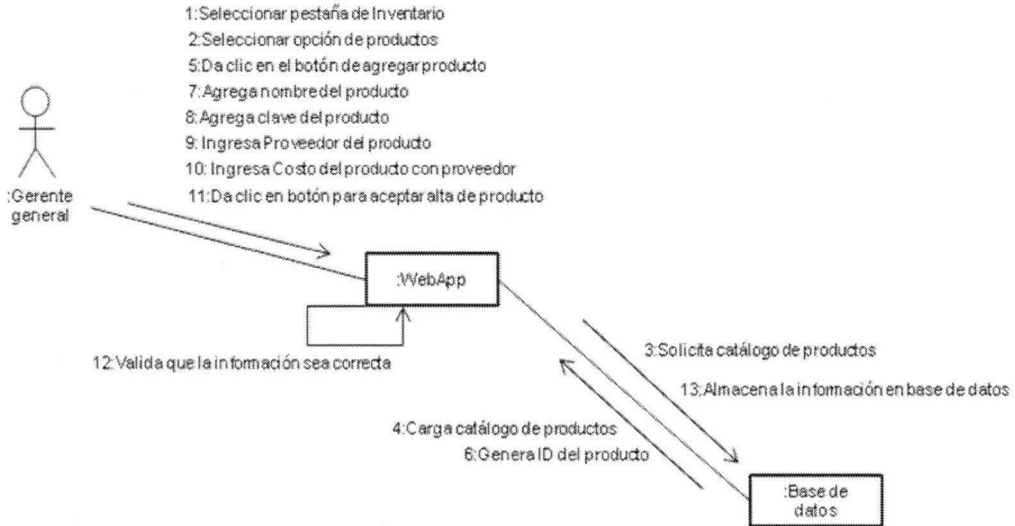 1:Seleccionar pestaña de Inventario
2:Seleccionar opción de productos
5:Da clic en el botón de agregar producto
7:Agrega nombre del producto
8:Agrega clave del producto
9: Ingresa Proveedor del producto
10: Ingresa Costo del producto con proveedor
11:Da clic en botón para aceptar alta de producto
:Gerente
general
:WebApp
12:Valida que la información sea correcta
3:Solicita catálogo de productos
13:Almacena la información en base de datos
4:Carga catálogo de productos
6:Genera ID del producto
:Base de
datos